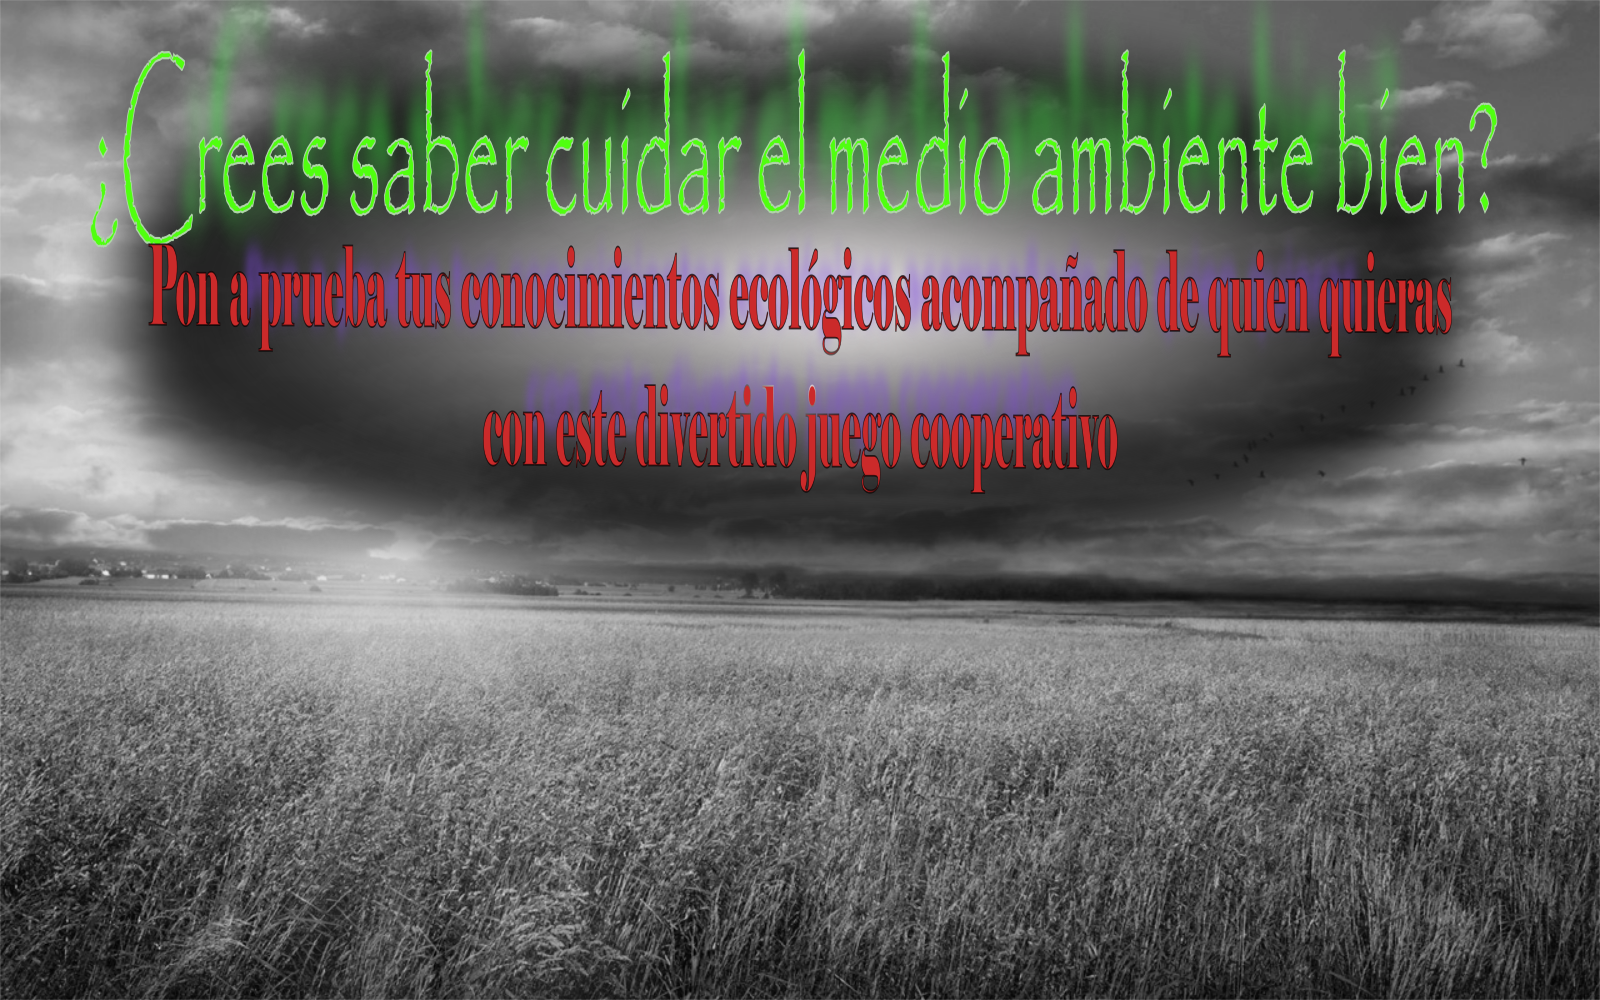 ¿Crees saber cuidar el medio ambiente bien?
Pon a prueba tus conocimientos ecológicos acompañado de quien quieras
con este divertido juego cooperativo